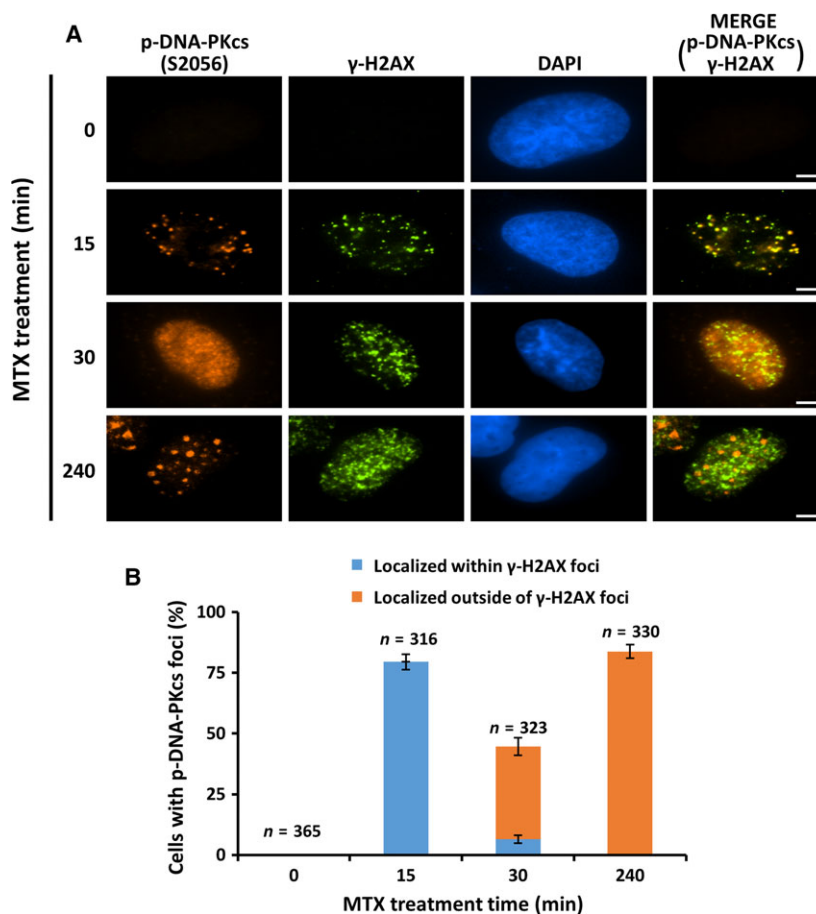 A
p-DNA-PKcs
(S2056)
γ-H2AX
DAPI
MERGE
(p-DNA-PKcs
γ-H2AX)
MTX treatment (min)
0
15
30
240
B
Localized within γ-H2AX foci
Localized outside of γ-H2AX foci
Cells with p-DNA-PKcs foci (%)
100
75
50
25
0
n = 365
n = 316
n = 323
n = 330
0 15 30 240
MTX treatment time (min)